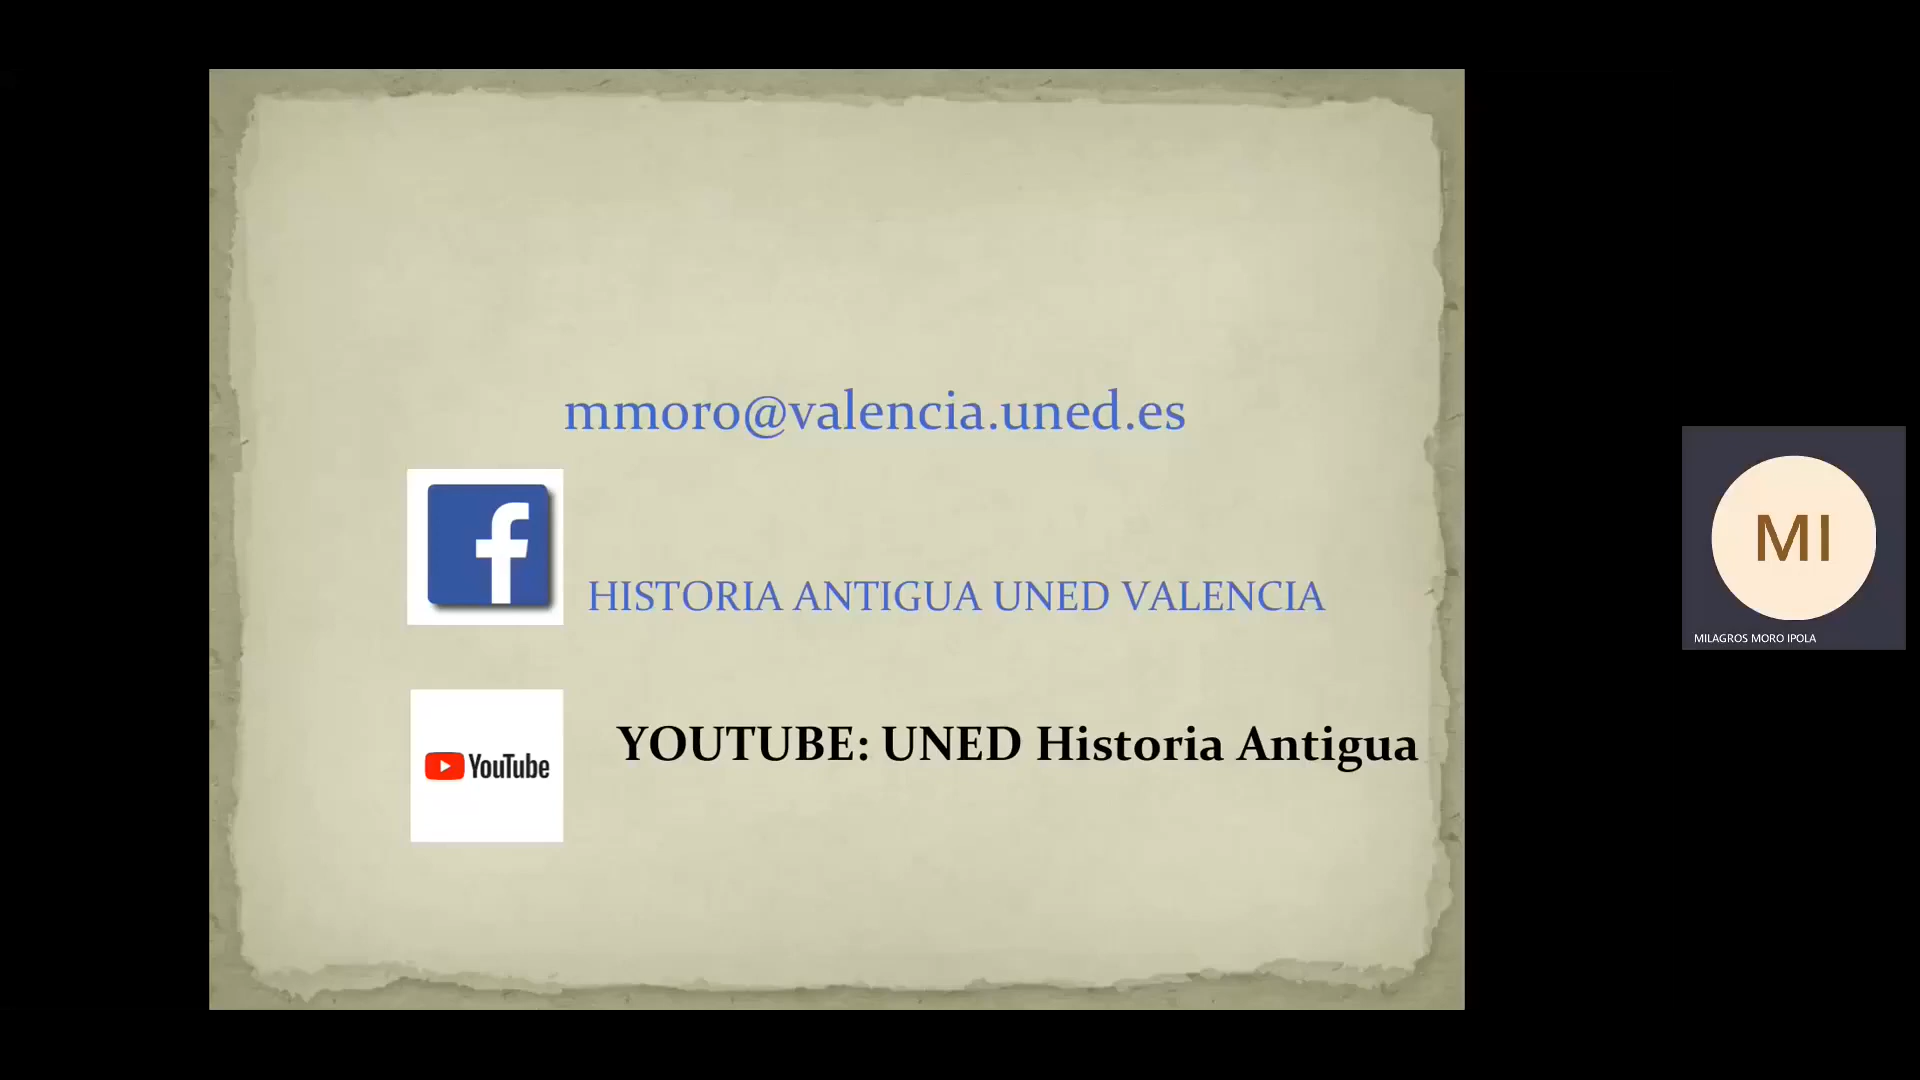 mmoro@valencia.uned.es
f
HISTORIA ANTIGUA UNED VALENCIA
YouTube
YOUTUBE: UNED Historia Antigua
MI
MILAGROS MORO IPOLA